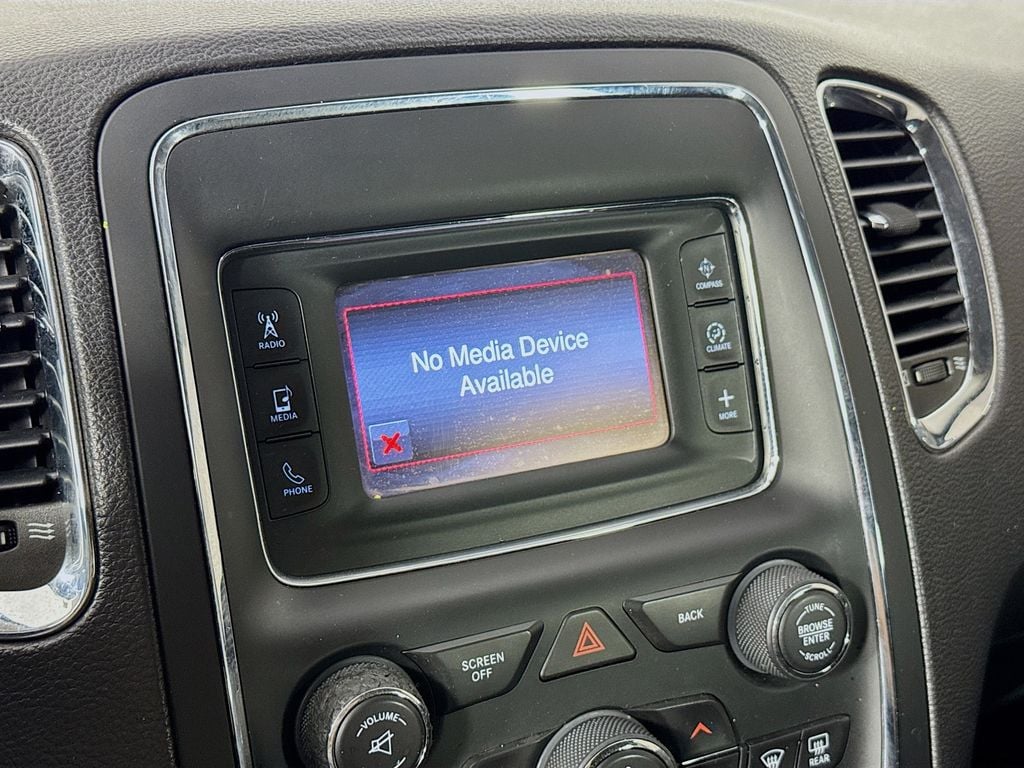 RADIO
MEDIA
PHONE
No Media Device
Available
N
COMPASS
CLIMATE
MORE
SCREEN
OFF
BACK
TUNE
BROWSE
ENTER
SCROLL
VOLUME
REAR